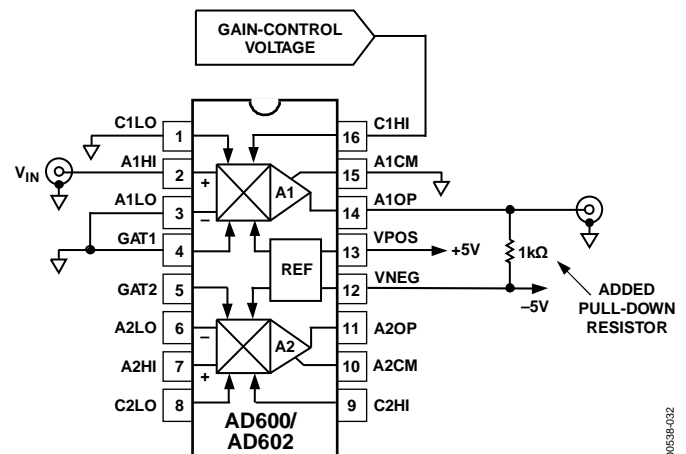 GAIN-CONTROL
VOLTAGE
C1LO
1
16
C1HI
VIN
A1HI
2
+
A1
15
A1CM
A1LO
3
–
14
A1OP
GAT1
4
13
VPOS
+5V
1kΩ
REF
GAT2
5
12
VNEG
–5V
ADDED
PULL-DOWN
RESISTOR
A2LO
6
–
A2
11
A2OP
A2HI
7
+
10
A2CM
C2LO
8
9
C2HI
AD600/
AD602
00538-032